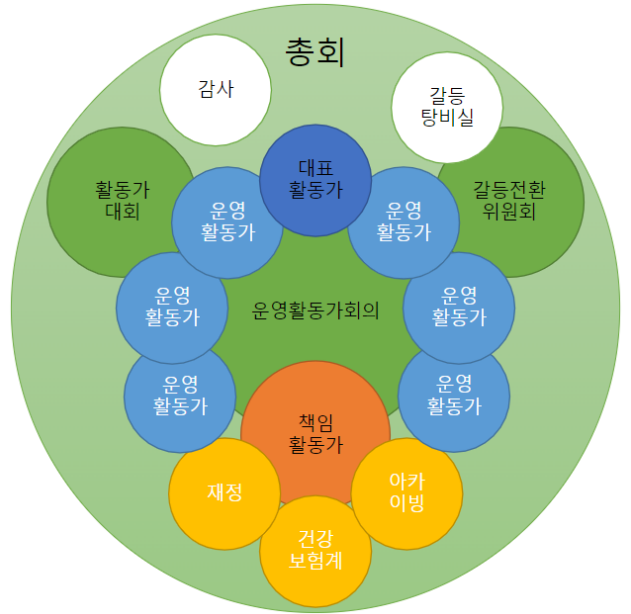 총회
감사
갈등
탕비실
대표
활동가
활동가
대회
운영
활동가
운영
활동가
갈등전환
위원회
운영
활동가
운영활동가회의
운영
활동가
운영
활동가
책임
활동가
운영
활동가
재정
아카
이빙
건강
보험계